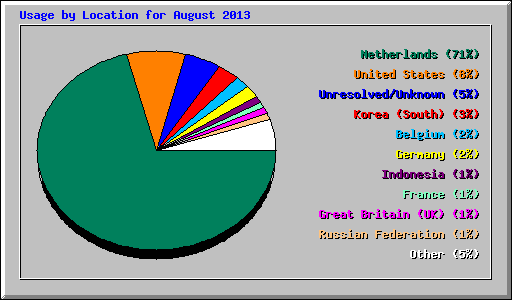 Usage by Location for August 2013
Netherlands (71%)
United States (8%)
Unresolved/Unknown (5%)
Korea (South) (3%)
Belgium (2%)
Germany (2%)
Indonesia (1%)
France (1%)
Great Britain (UK) (1%)
Russian Federation (1%)
Other (5%)